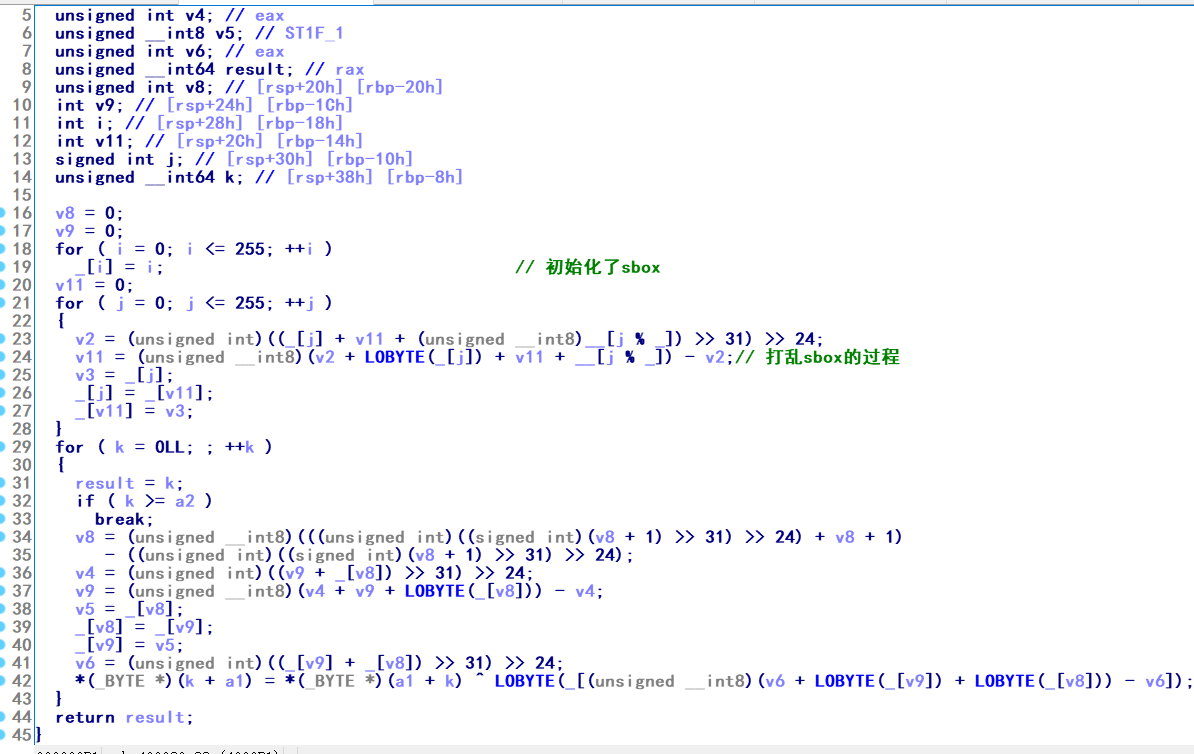 5 unsigned int v4; // eax
6 unsigned __int8 v5; // ST1F_1
7 unsigned int v6; // eax
8 unsigned __int64 result; // rax
9 unsigned int v8; // [rsp+20h] [rbp-20h]
10 int v9; // [rsp+24h] [rbp-1Ch]
11 int i; // [rsp+28h] [rbp-18h]
12 int v11; // [rsp+2Ch] [rbp-14h]
13 signed int j; // [rsp+30h] [rbp-10h]
14 unsigned __int64 k; // [rsp+38h] [rbp-8h]
15
16 v8 = 0;
17 v9 = 0;
18 for ( i = 0; i <= 255; ++i )
19 _[i] = i; // 初始化了sbox
20 v11 = 0;
21 for ( j = 0; j <= 255; ++j )
22 {
23 v2 = (unsigned int)((_[j] + v11 + (unsigned __int8)__[j % _]) >> 31) >> 24;
24 v11 = (unsigned __int8)(v2 + LOBYTE(_[j]) + v11 + __[j % _]) - v2;// 打乱sbox的过程
25 v3 = _[j];
26 _[j] = _[v11];
27 _[v11] = v3;
28 }
29 for ( k = 0LL; ; ++k )
30 {
31 result = k;
32 if ( k >= a2 )
33 break;
34 v8 = (unsigned __int8)(((unsigned int)((signed int)(v8 + 1) >> 31) >> 24) + v8 + 1)
35 - ((unsigned int)((signed int)(v8 + 1) >> 31) >> 24);
36 v4 = (unsigned int)((v9 + _[v8]) >> 31) >> 24;
37 v9 = (unsigned __int8)(v4 + v9 + LOBYTE(_[v8])) - v4;
38 v5 = _[v8];
39 _[v8] = _[v9];
40 _[v9] = v5;
41 v6 = (unsigned int)((_[v9] + _[v8]) >> 31) >> 24;
42 *(_BYTE *)(k + a1) = *(_BYTE *)(a1 + k) ^ LOBYTE(_[(unsigned __int8)(v6 + LOBYTE(_[v9]) + LOBYTE(_[v8])) - v6]);
43 }
44 return result;
45 }